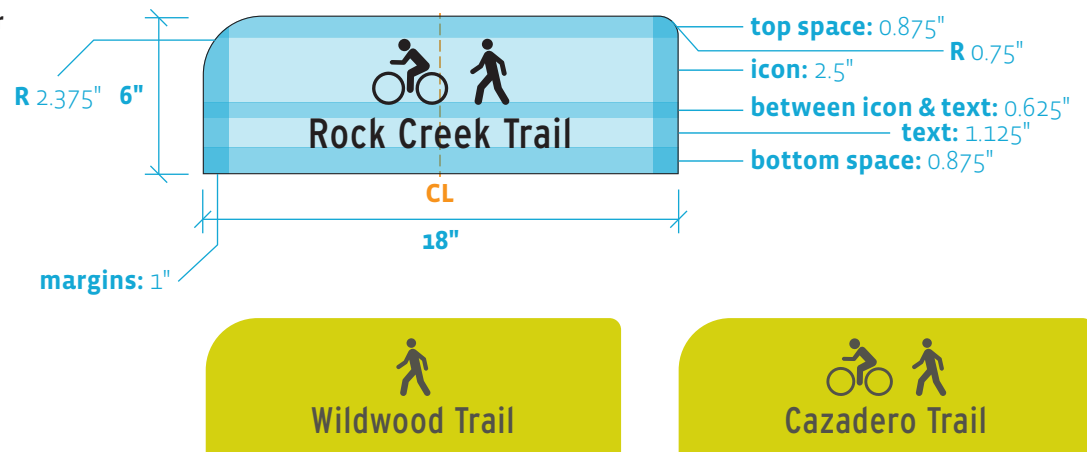 top space: 0.875"
R 0.75"
icon: 2.5"
R 2.375" 6"
between icon & text: 0.625"
text: 1.125"
Rock Creek Trail
bottom space: 0.875"
CL
18"
margins: 1"
Wildwood Trail
Cazadero Trail